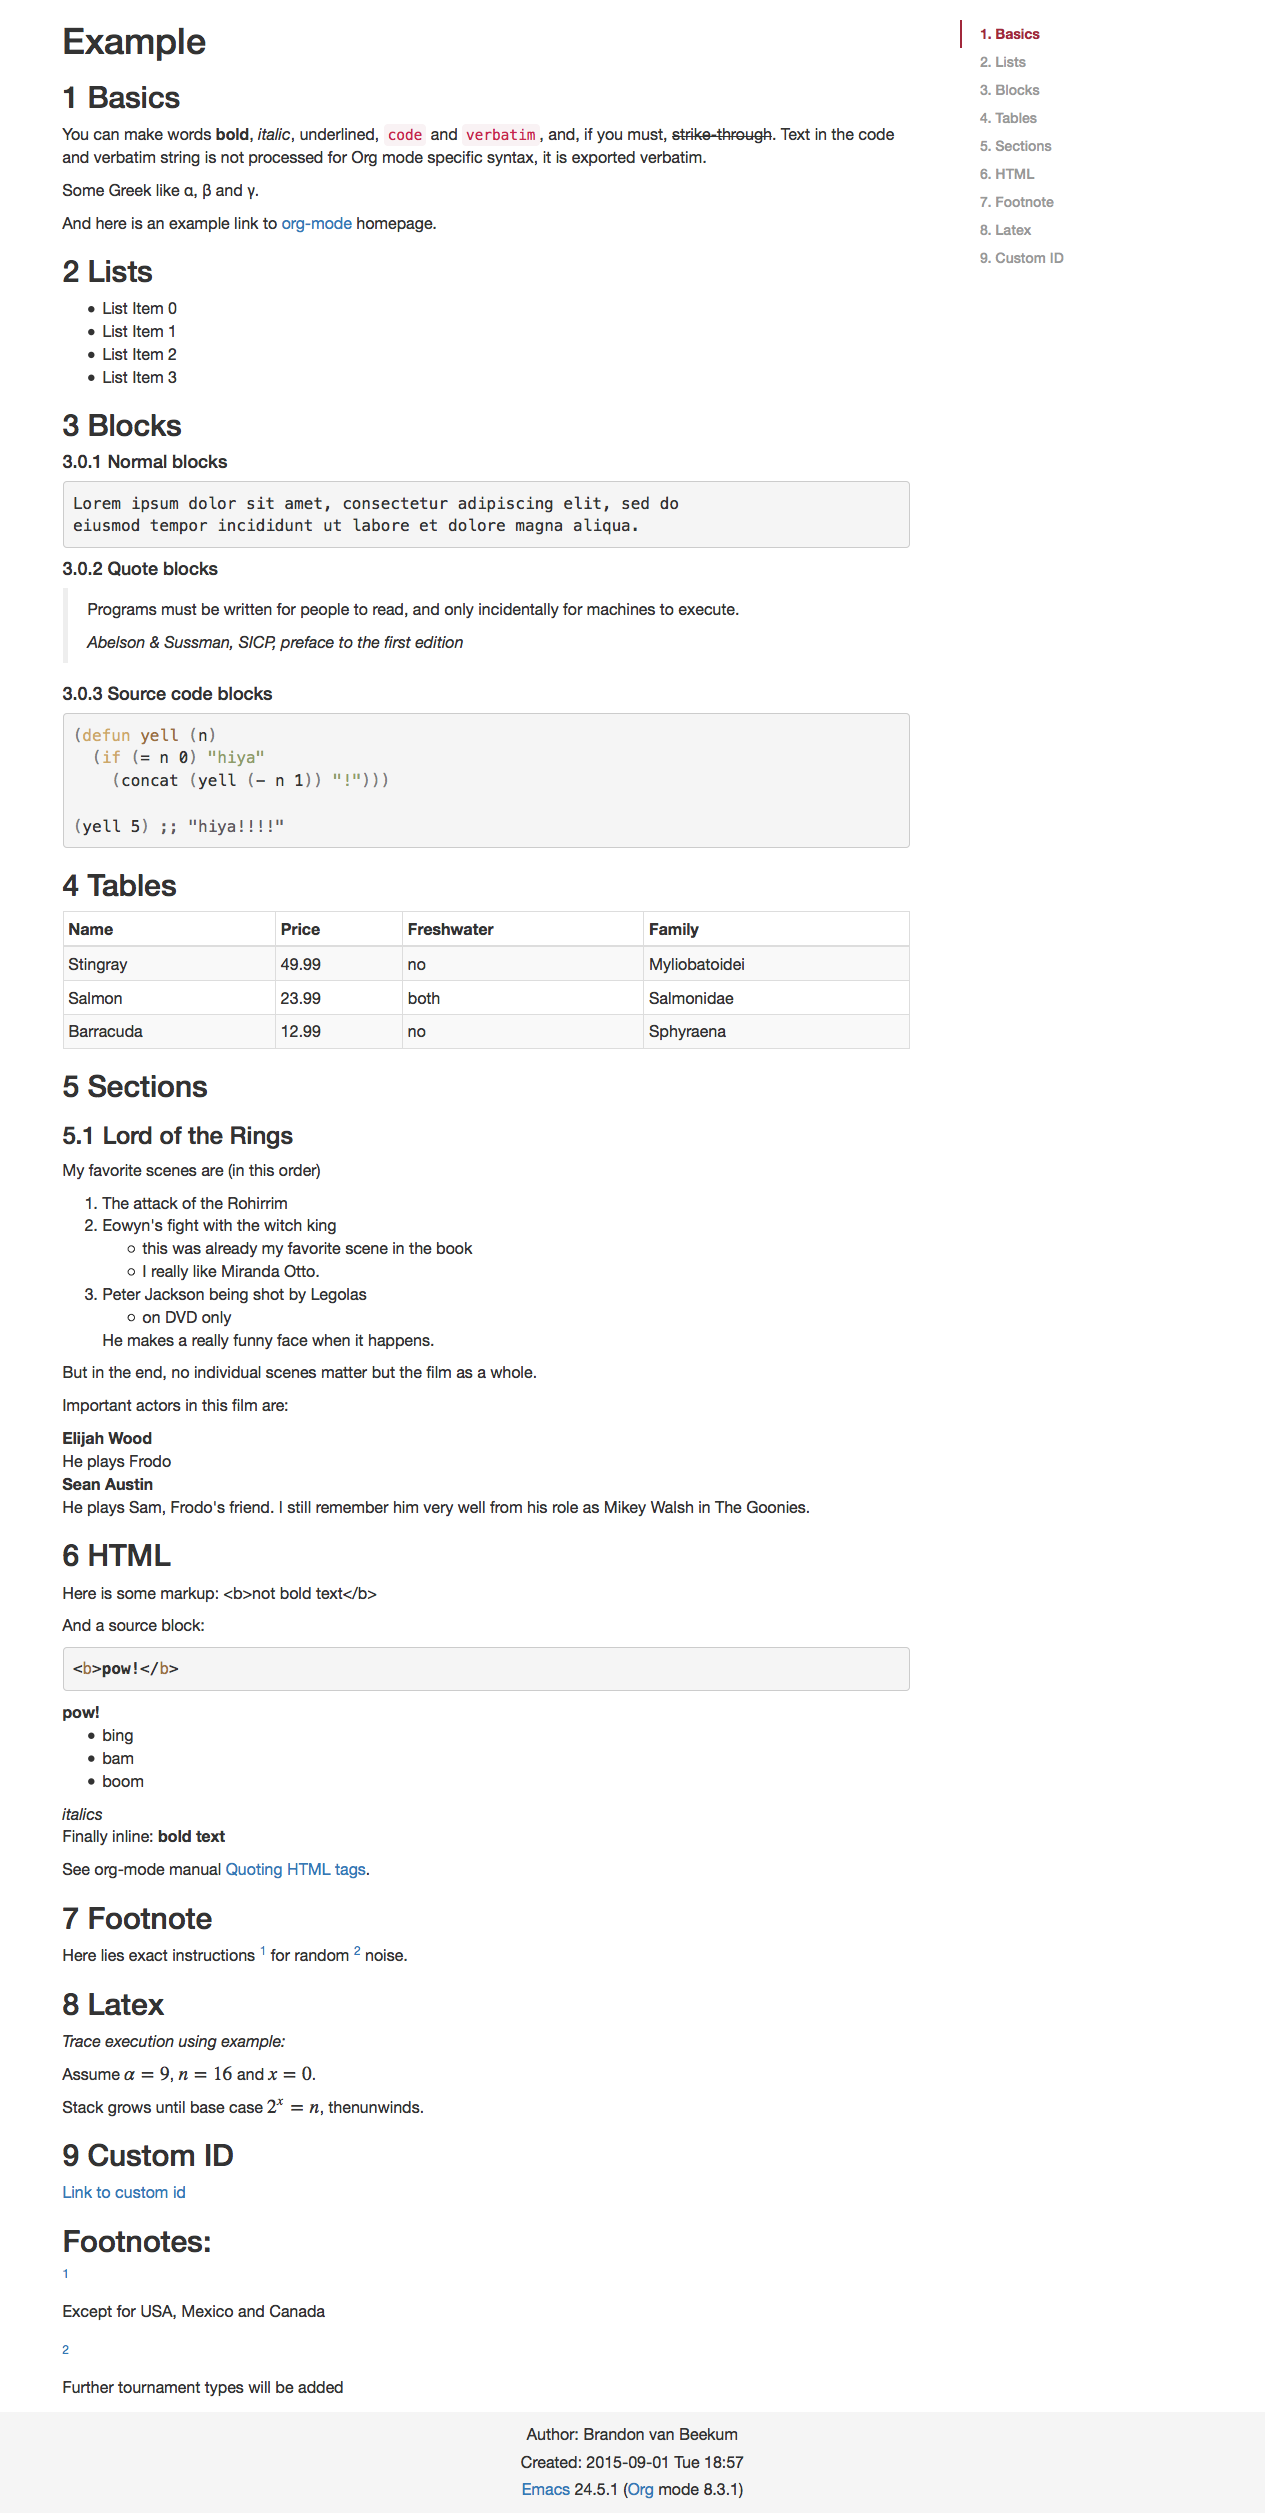 Example
1 Basics
You can make words bold, italic, underlined, code and verbatim, and, if you must, strike-through. Text in the code
and verbatim string is not processed for Org mode specific syntax, it is exported verbatim.
Some Greek like α, β and γ.
And here is an example link to org-mode homepage.
2 Lists
• List Item 0
• List Item 1
• List Item 2
• List Item 3
3 Blocks
3.0.1 Normal blocks
Lorem ipsum dolor sit amet, consectetur adipiscing elit, sed do
eiusmod tempor incididunt ut labore et dolore magna aliqua.
3.0.2 Quote blocks
Programs must be written for people to read, and only incidentally for machines to execute.
Abelson & Sussman, SICP, preface to the first edition
3.0.3 Source code blocks
(defun yell (n)
  (if (= n 0) "hiya"
    (concat (yell (- n 1)) "!")))
(yell 5) ;; "hiya!!!!"
4 Tables
Name Price Freshwater Family
Stingray 49.99 no Myliobatoidei
Salmon 23.99 both Salmonidae
Barracuda 12.99 no Sphyraena
5 Sections
5.1 Lord of the Rings
My favorite scenes are (in this order)
1. The attack of the Rohirrim
2. Eowyn's fight with the witch king
○ this was already my favorite scene in the book
○ I really like Miranda Otto.
3. Peter Jackson being shot by Legolas
○ on DVD only
He makes a really funny face when it happens.
But in the end, no individual scenes matter but the film as a whole.
Important actors in this film are:
Elijah Wood
He plays Frodo
Sean Austin
He plays Sam, Frodo's friend. I still remember him very well from his role as Mikey Walsh in The Goonies.
6 HTML
Here is some markup: <b>not bold text</b>
And a source block:
<b>pow!</b>
pow!
• bing
• bam
• boom
italics
Finally inline: bold text
See org-mode manual Quoting HTML tags.
7 Footnote
Here lies exact instructions 1 for random 2 noise.
8 Latex
Trace execution using example:
Assume α = 9, n = 16 and x = 0.
Stack grows until base case 2^x = n, thenunwinds.
9 Custom ID
Link to custom id
Footnotes:
1
Except for USA, Mexico and Canada
2
Further tournament types will be added
1. Basics
2. Lists
3. Blocks
4. Tables
5. Sections
6. HTML
7. Footnote
8. Latex
9. Custom ID
Author: Brandon van Beekum
Created: 2015-09-01 Tue 18:57
Emacs 24.5.1 (Org mode 8.3.1)